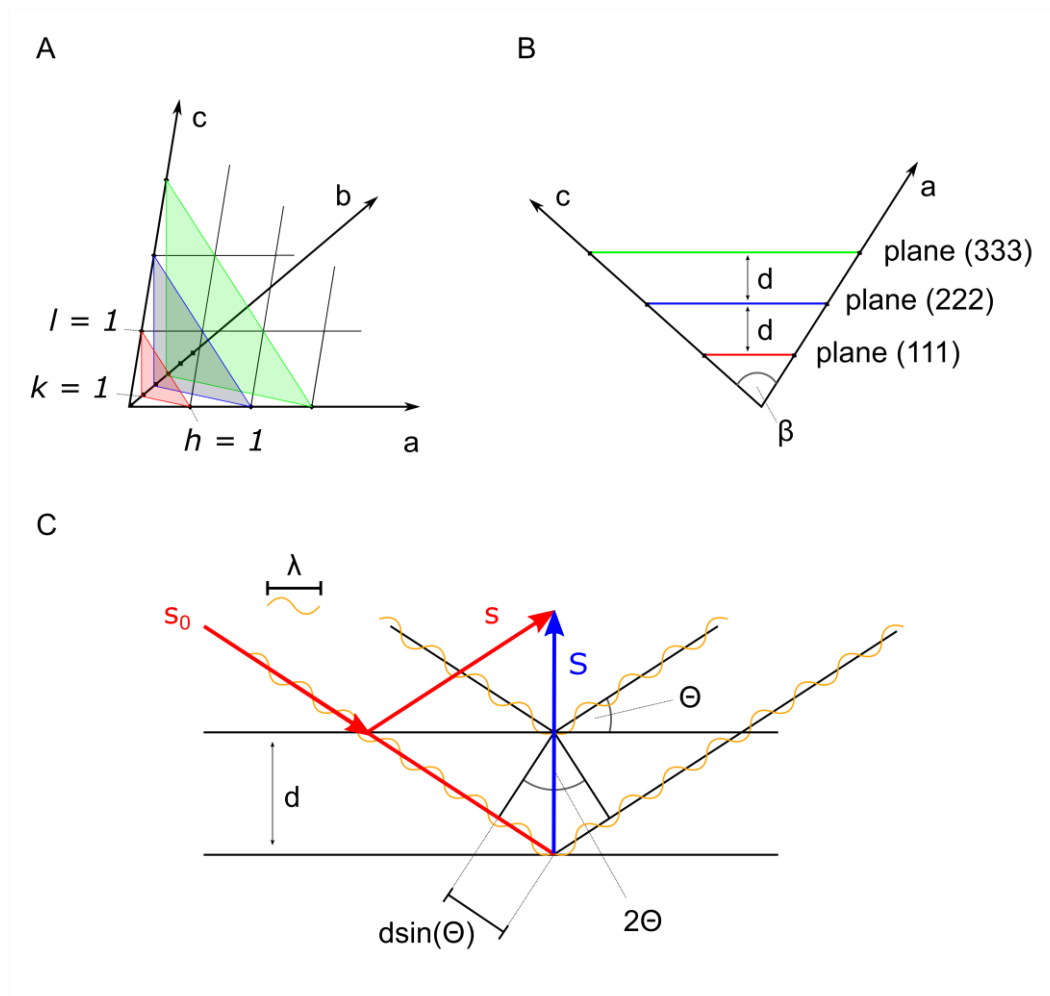 A
B
c
b
l = 1
k = 1
h = 1
a
c
a
plane (333)
d
plane (222)
d
plane (111)
β
C
λ
s₀
s
S
Θ
d
dsin(Θ)
2Θ